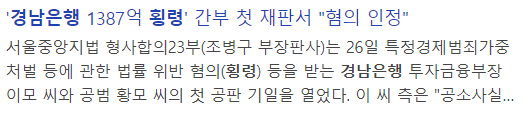 '경남은행 1387억 횡령' 간부 첫 재판서 "혐의 인정"
서울중앙지법 형사합의23부(조병구 부장판사)는 26일 특정경제범죄가중
처벌 등에 관한 법률 위반 혐의(횡령) 등을 받는 경남은행 투자금융부장
이모 씨와 공범 황모 씨의 첫 공판 기일을 열었다. 이 씨 측은 "공소사실...